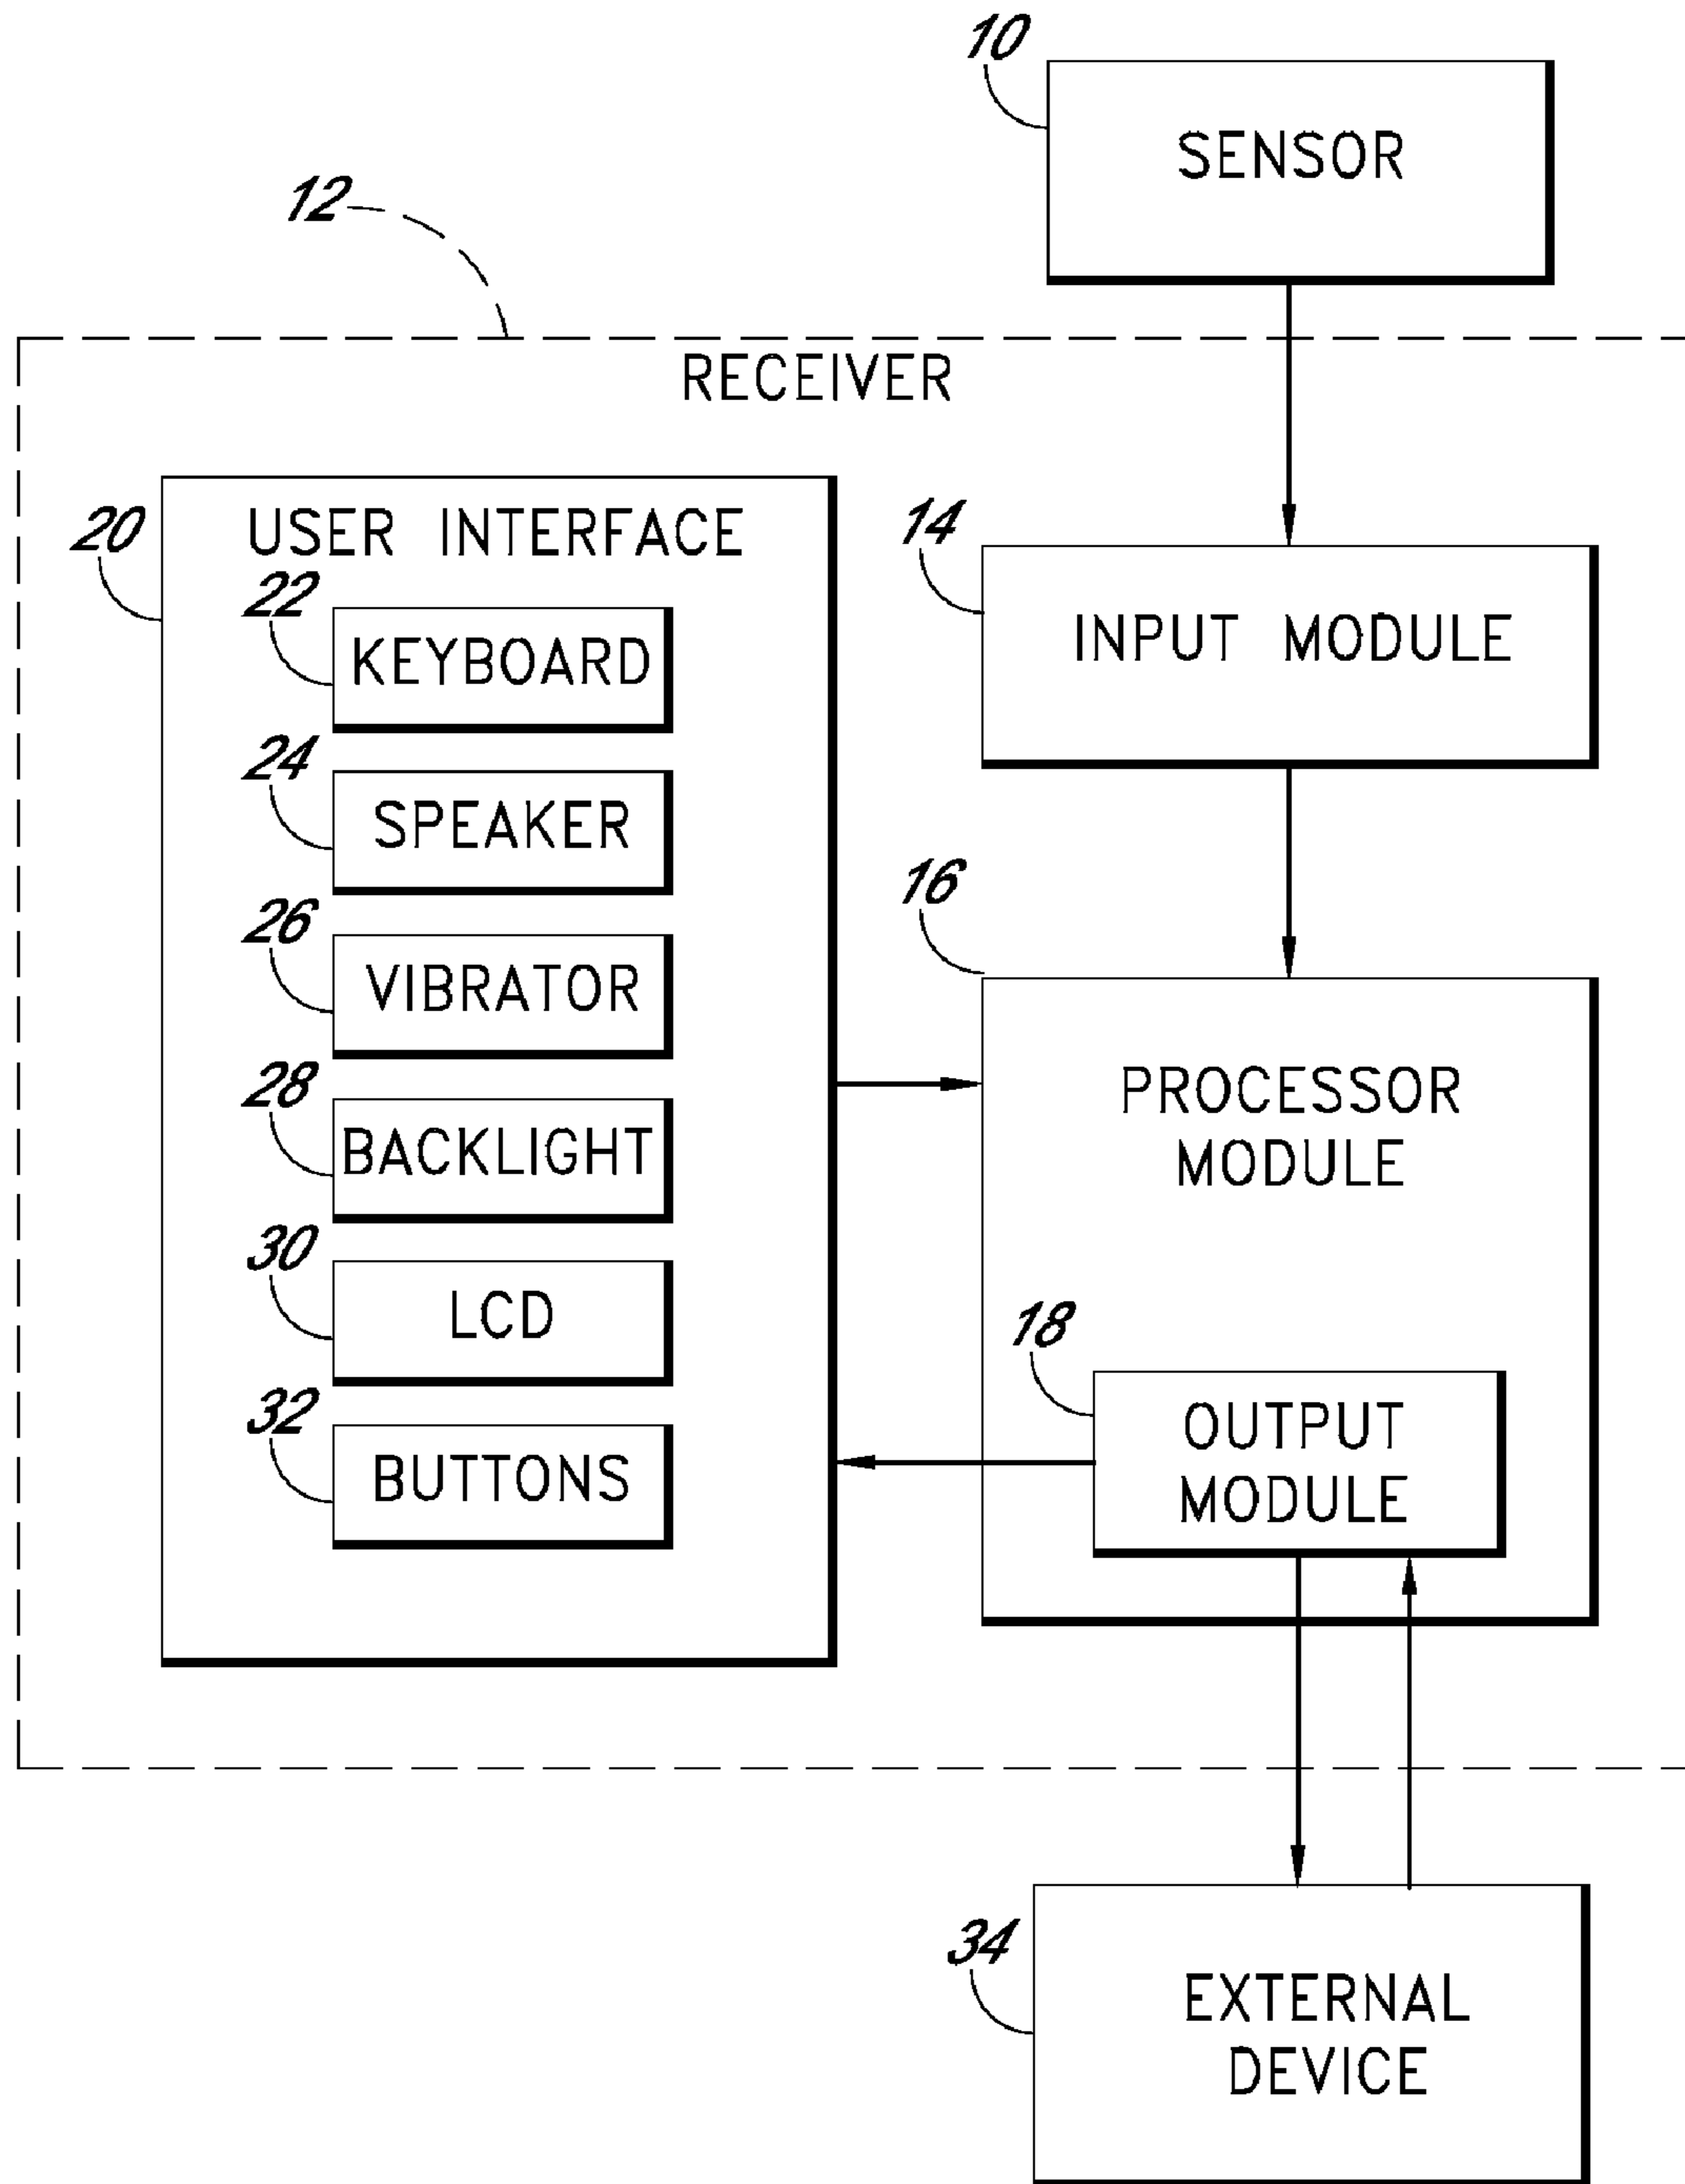 10
SENSOR
12
RECEIVER
20
USER INTERFACE
22
KEYBOARD
24
SPEAKER
26
VIBRATOR
28
BACKLIGHT
30
LCD
32
BUTTONS
14
INPUT MODULE
16
PROCESSOR
MODULE
18
OUTPUT
MODULE
34
EXTERNAL
DEVICE